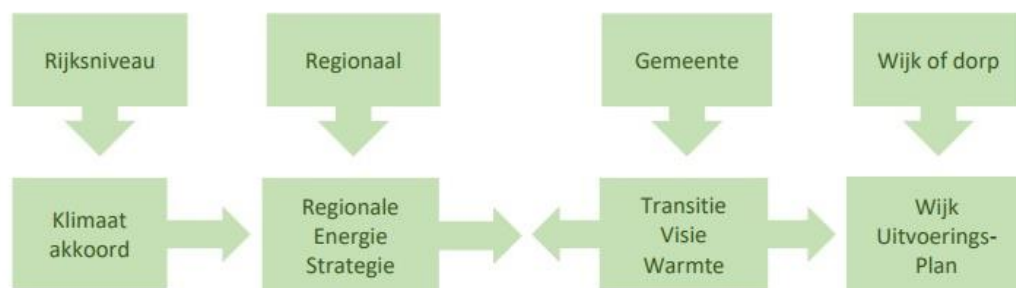 Rijksniveau
Regionaal
Gemeente
Wijk of dorp
Klimaat
akkoord
Regionale
Energie
Strategie
Transitie
Visie
Warmte
Wijk
Uitvoerings-
Plan